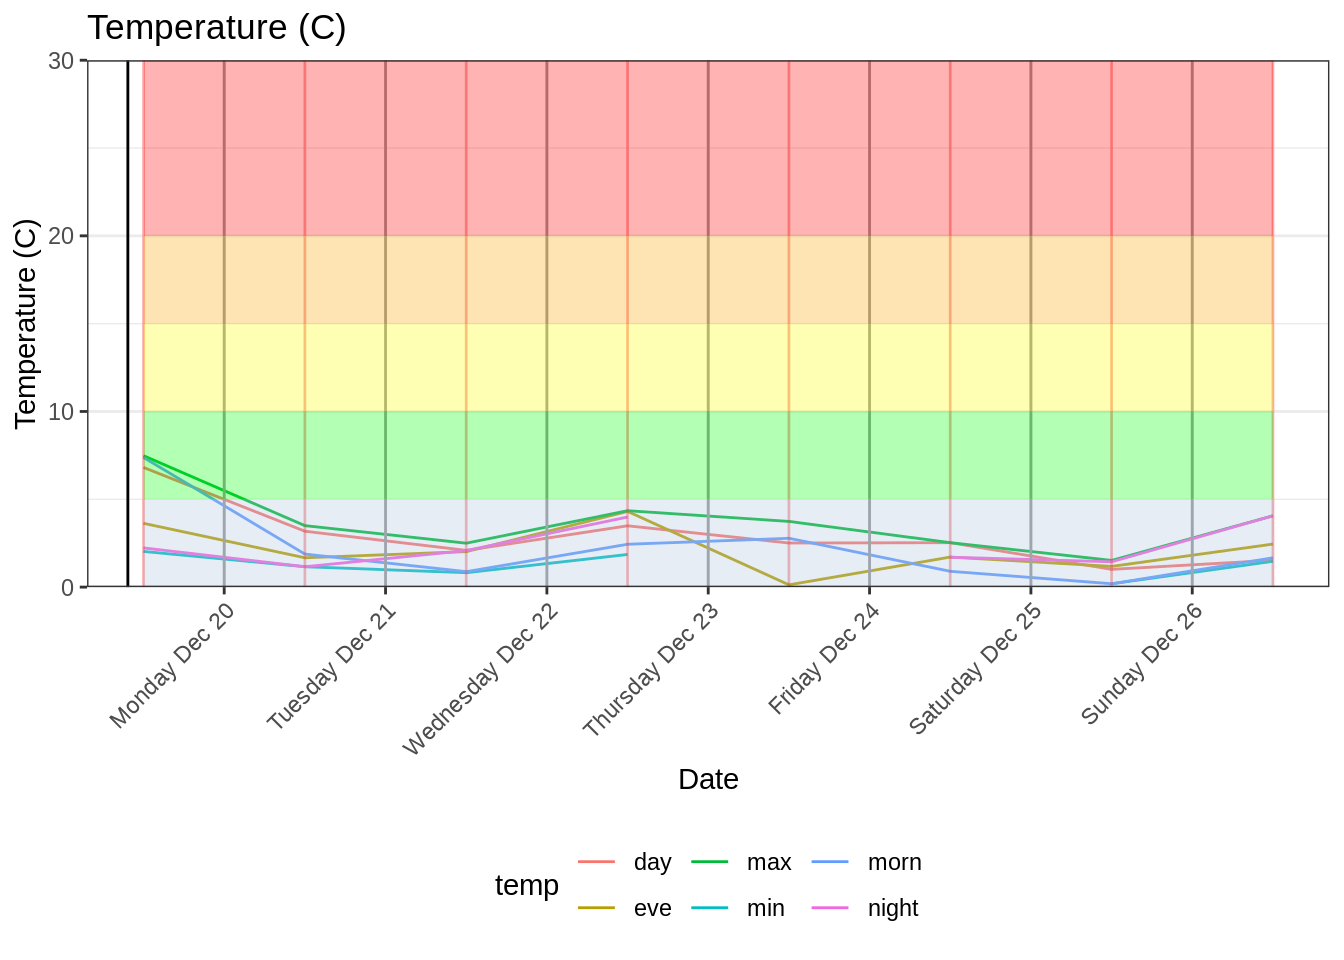 Temperature (C)
Temperature (C)
30
20
10
0
Monday Dec 20
Tuesday Dec 21
Wednesday Dec 22
Thursday Dec 23
Friday Dec 24
Saturday Dec 25
Sunday Dec 26
Date
temp
day max morn
eve min night